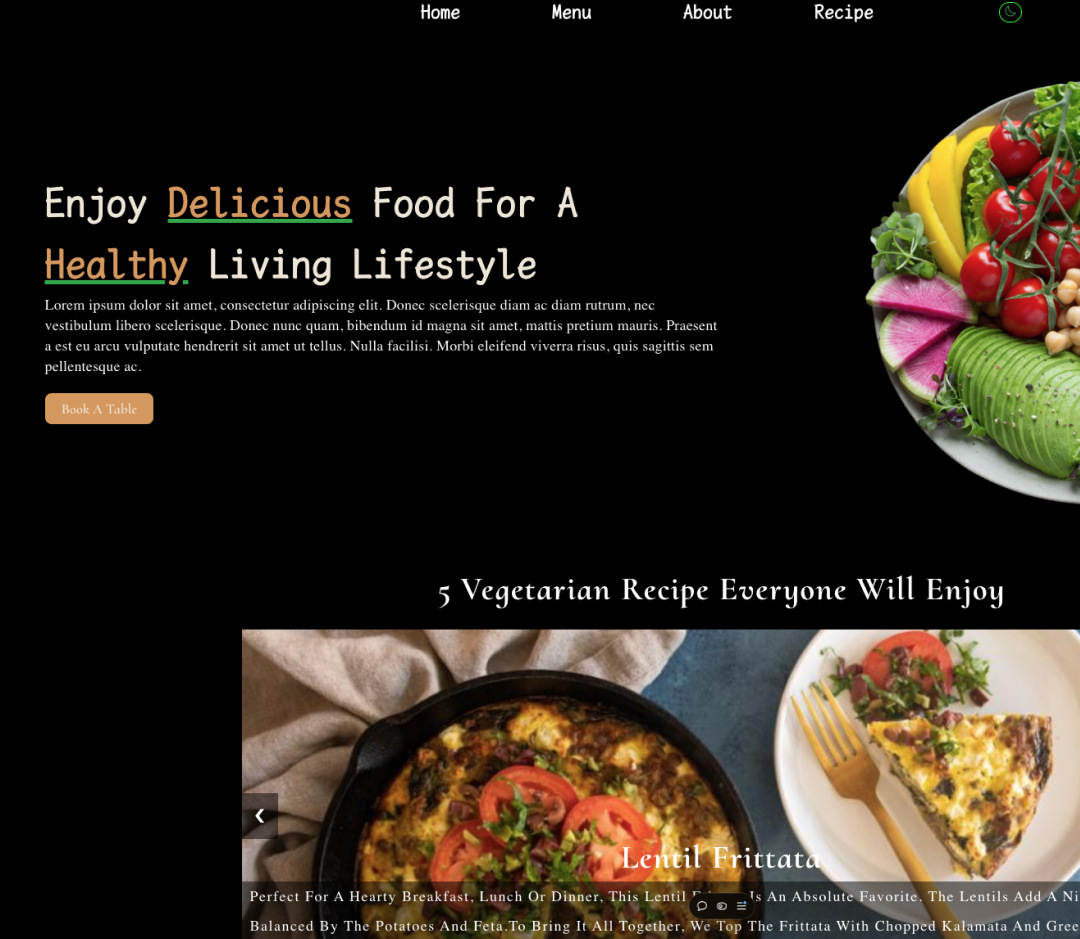 Home Menu About Recipe
Enjoy Delicious Food For A
Healthy Living Lifestyle
Lorem ipsum dolor sit amet, consectetur adipiscing elit. Donec scelerisque diam ac diam rutrum, nec
vestibulum libero scelerisque. Donec nunc quam, bibendum id magna sit amet, mattis pretium mauris. Praesent
a est eu arcu vulputate hendrerit sit amet ut tellus. Nulla facilisi. Morbi eleifend viverra risus, quis sagittis sem
pellentesque ac.
Book A Table
5 Vegetarian Recipe Everyone Will Enjoy
Lentil Frittata
Perfect For A Hearty Breakfast, Lunch Or Dinner, This Lentil Is An Absolute Favorite. The Lentils Add A
Balanced By The Potatoes And Feta.To Bring It All Together, We Top The Frittata With Chopped Kalamata And